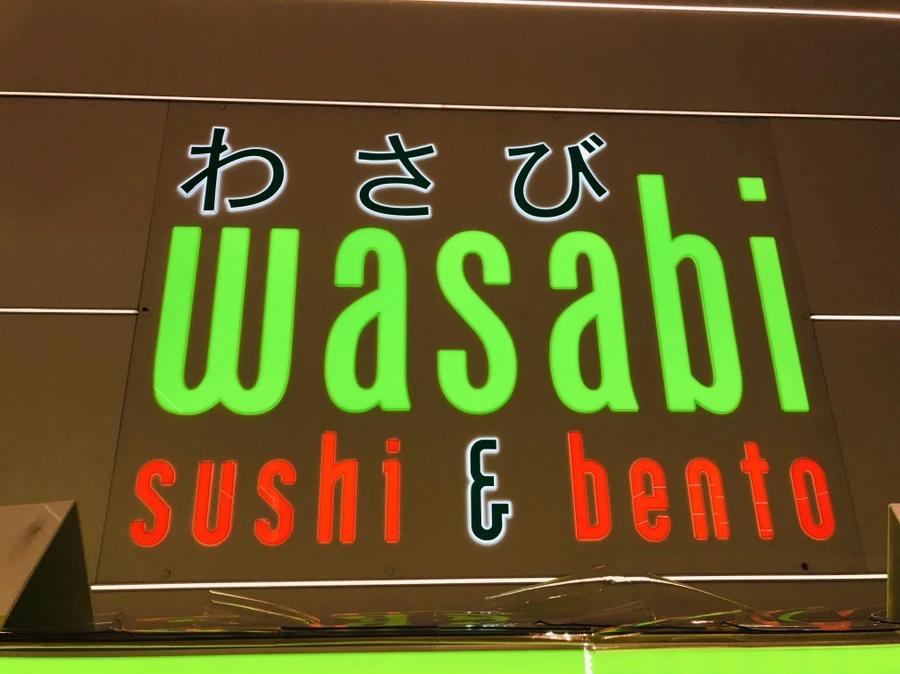 わさび
wasabi
sushi & bento